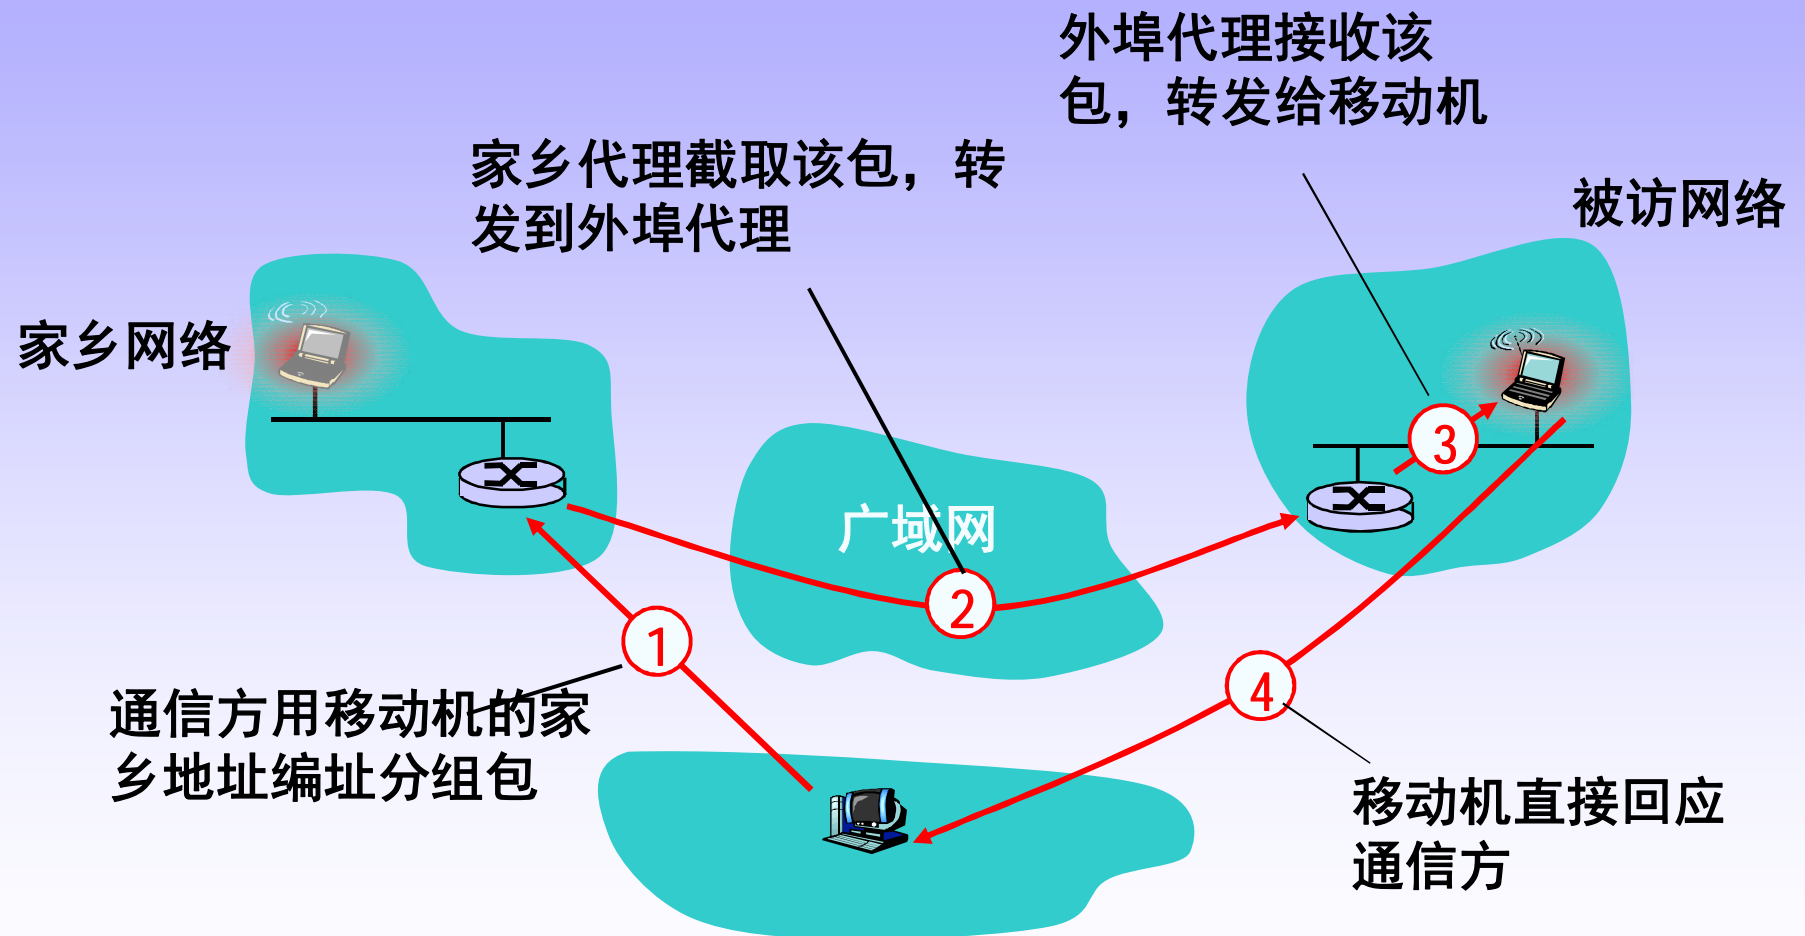 外埠代理接收该
包，转发给移动机
家乡代理截取该包，转
发到外埠代理
被访网络
家乡网络
广域网
3
2
1
4
通信方用移动机的家
乡地址编址分组包
移动机直接回应
通信方